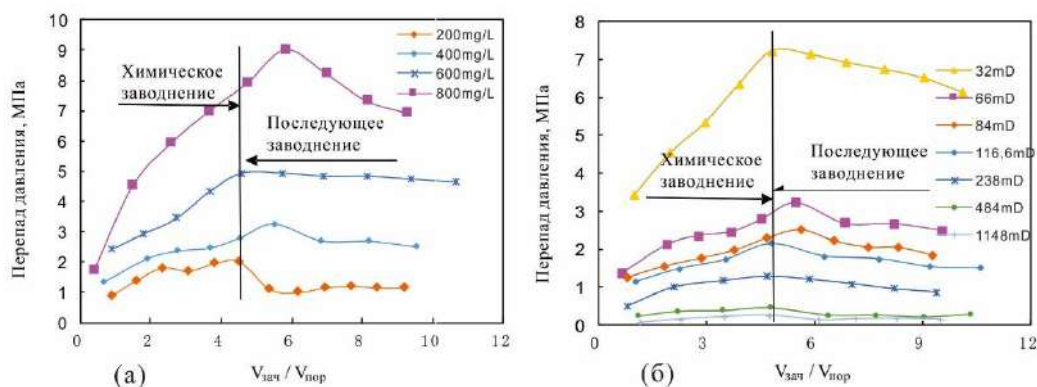 (а)
10
9
8
7
6
5
4
3
2
1
0
Перепад давления, МПа
200mg/L
400mg/L
600mg/L
800mg/L
Химическое
заводнение
Последующее
заводнение
0 2 4 6 8 10 12
(а)
Vзач / Vпор
(б)
8
7
6
5
4
3
2
1
0
Перепад давления, МПа
32mD
66mD
84mD
116,6mD
238mD
484mD
1148mD
Химическое
заводнение
Последующее
заводнение
0 3 6 9 12
(б)
Vзач / Vпор